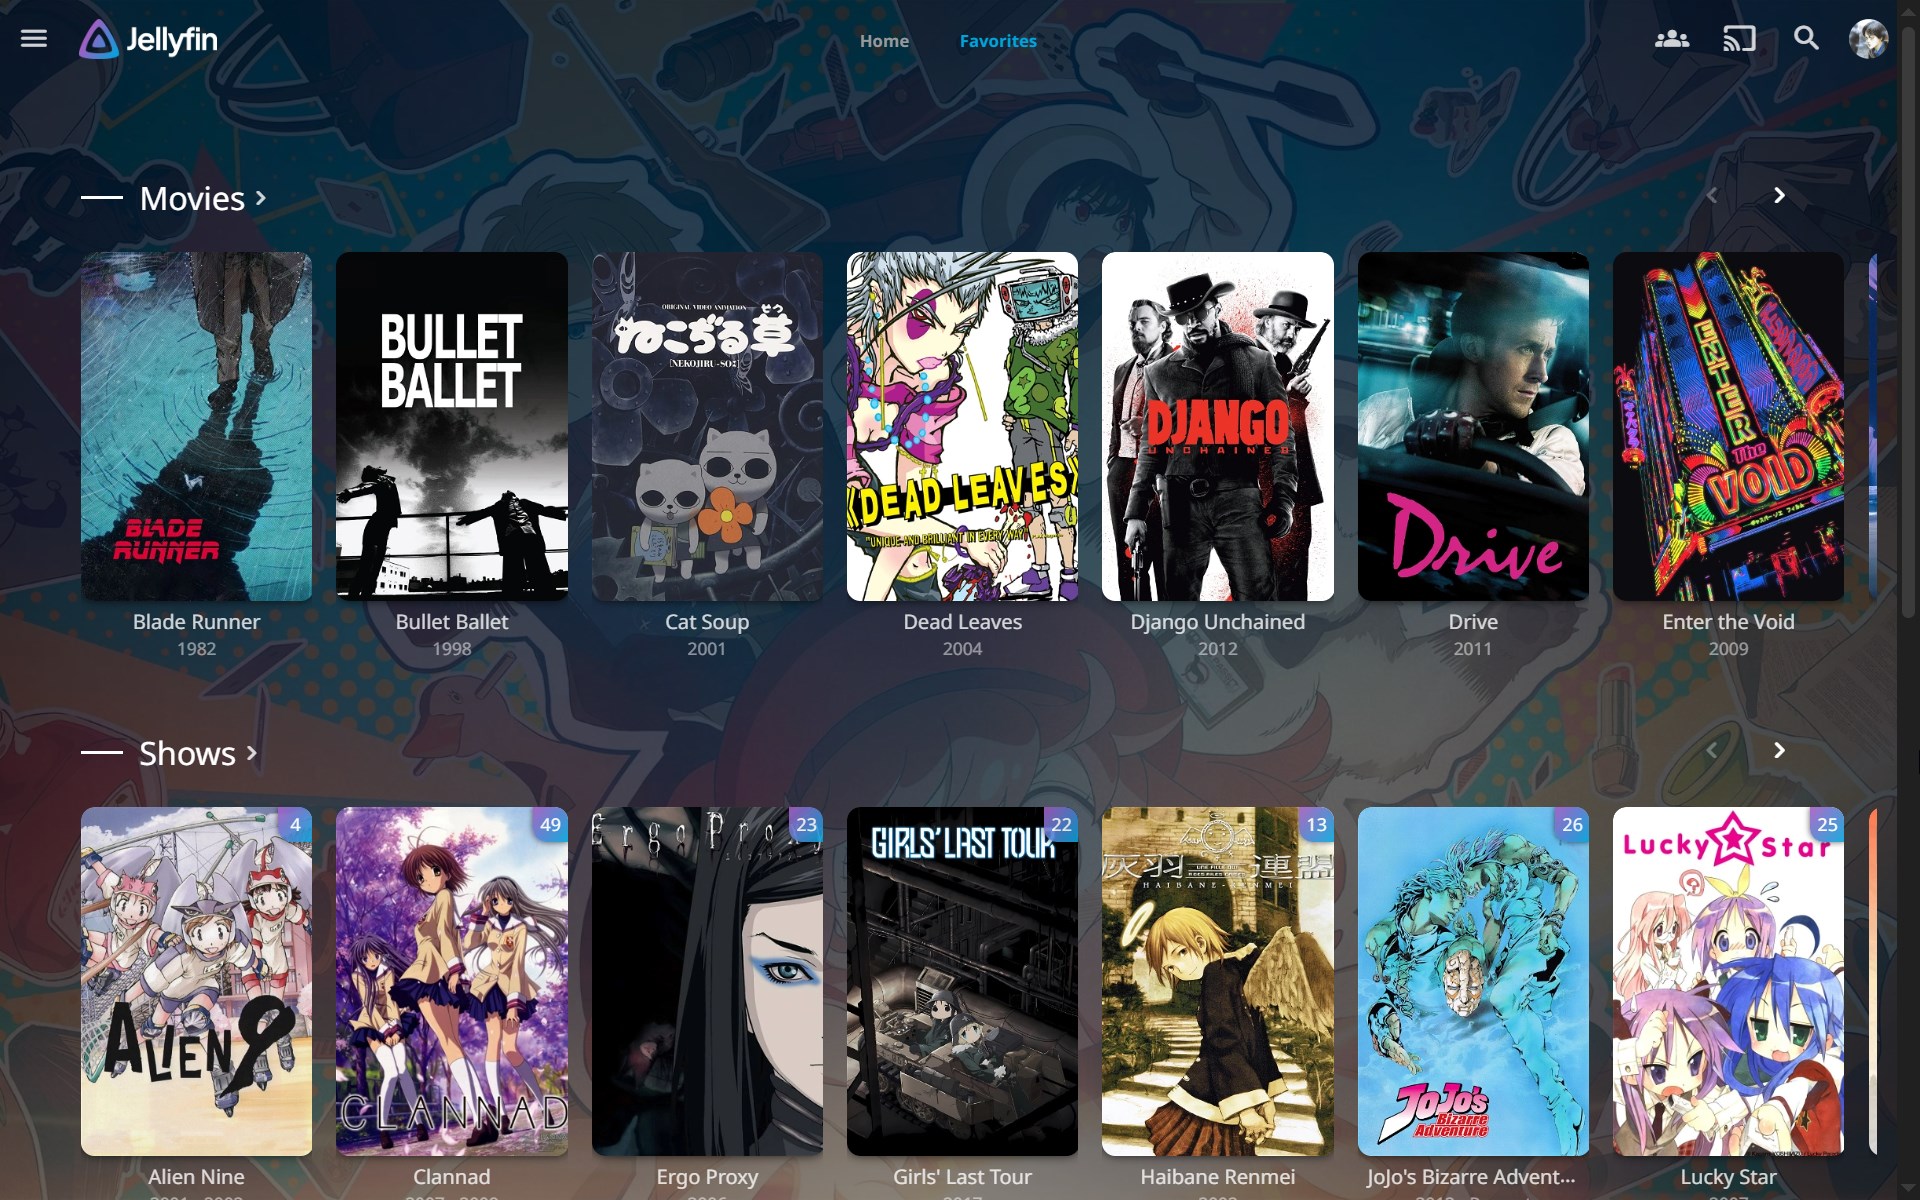 Jellyfin
Home
Favorites
Movies
BLADE
RUNNER
BULLET
BALLET
ORIGINAL VIDEO ANIMATION
ねこぢる草
ぞう
[NEKOJIRU-SO]
DEAD LEAVES
"UNIQUE AND BRILLIANT IN EVERY WAY"
DJANGO
UNCHAINED
Drive
ENTER
The
VOID
Blade Runner
Bullet Ballet
Cat Soup
Dead Leaves
Django Unchained
Drive
Enter the Void
1982
1998
2001
2004
2012
2011
2009
Shows
4
49
23
22
13
26
25
ALIEN 9
CLANNAD
Ergo Proxy
GIRLS' LAST TOUR
灰羽連盟
HAIBANE-RENMEI
JoJo's
Bizarre
Adventure
Lucky Star
Alien Nine
Clannad
Ergo Proxy
Girls' Last Tour
Haibane Renmei
JoJo's Bizarre Advent...
Lucky Star